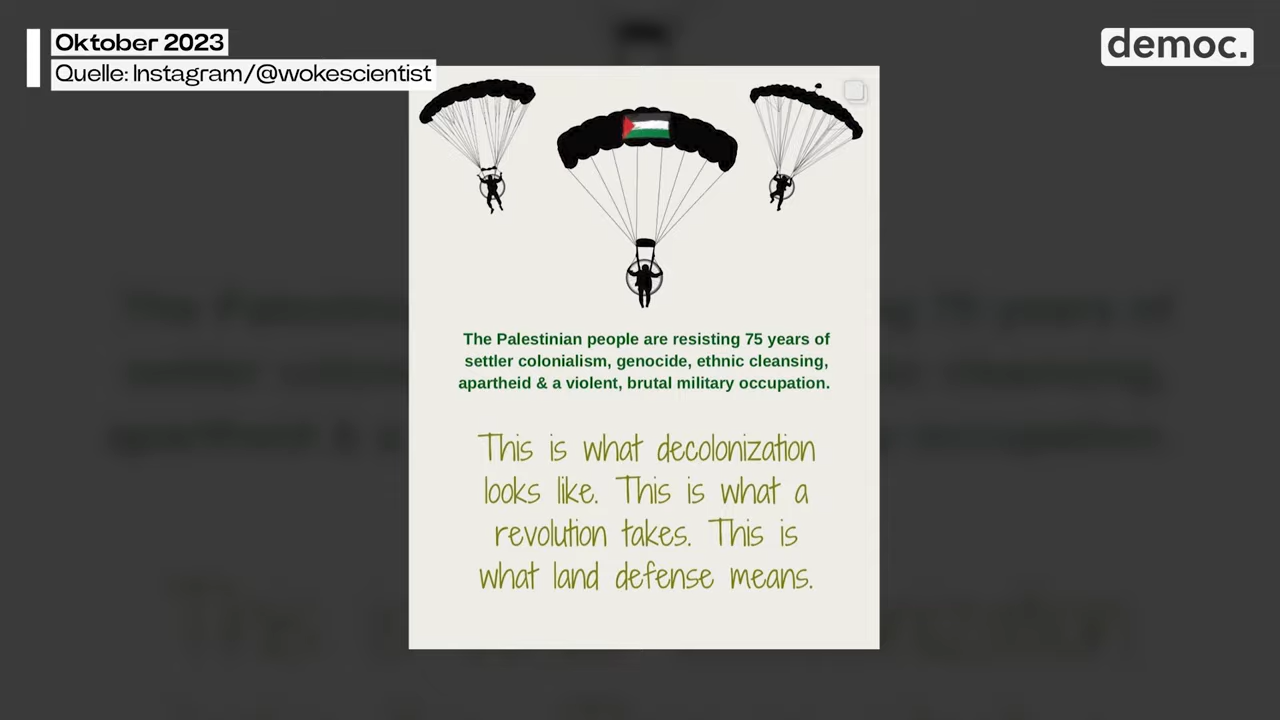 Oktober 2023
Quelle: Instagram/@wokescientist
democ.
The Palestinian people are resisting 75 years of
settler colonialism, genocide, ethnic cleansing,
apartheid & a violent, brutal military occupation.
This is what decolonization
looks like. This is what a
revolution takes. This is
what land defense means.